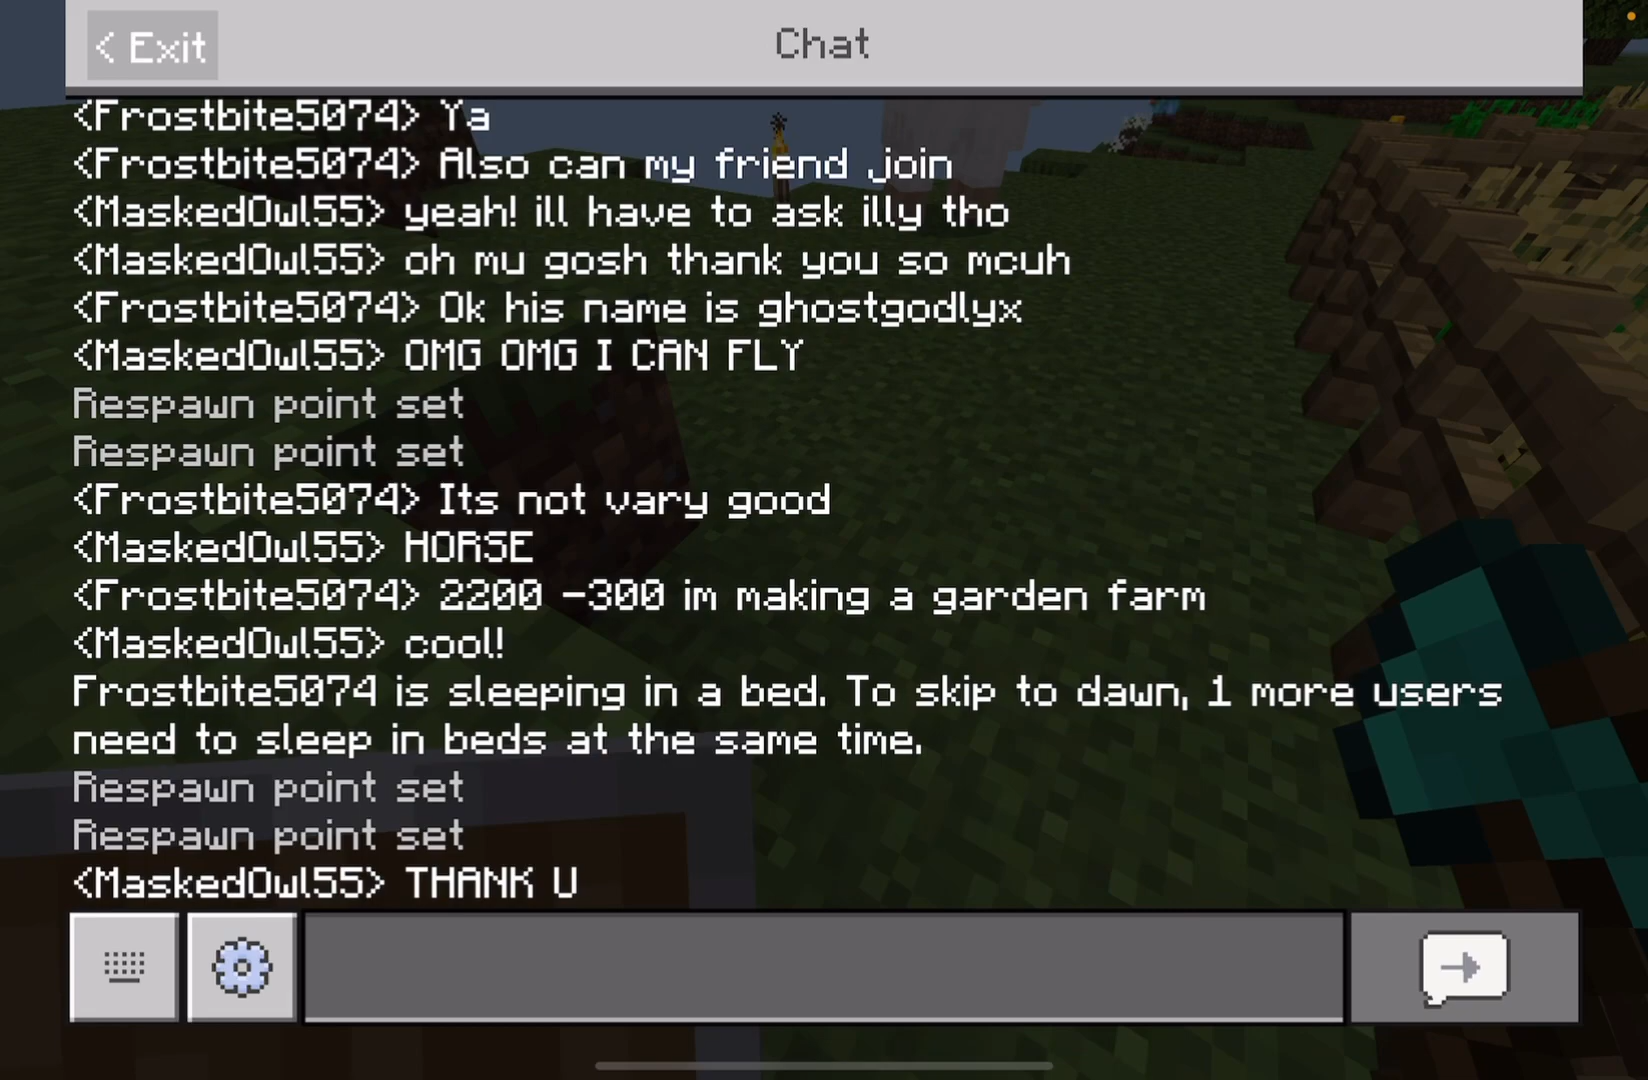 < Exit
Chat
<Frostbite5074> Ya
<Frostbite5074> Also can my friend join
<MaskedOwl55> yeah! ill have to ask illy tho
<MaskedOwl55> oh mu gosh thank you so mcuh
<Frostbite5074> Ok his name is ghostgodlyx
<MaskedOwl55> OMG OMG I CAN FLY
Respawn point set
Respawn point set
<Frostbite5074> Its not vary good
<MaskedOwl55> HORSE
<Frostbite5074> 2200 -300 im making a garden farm
<MaskedOwl55> cool!
Frostbite5074 is sleeping in a bed. To skip to dawn, 1 more users
need to sleep in beds at the same time.
Respawn point set
Respawn point set
<MaskedOwl55> THANK U